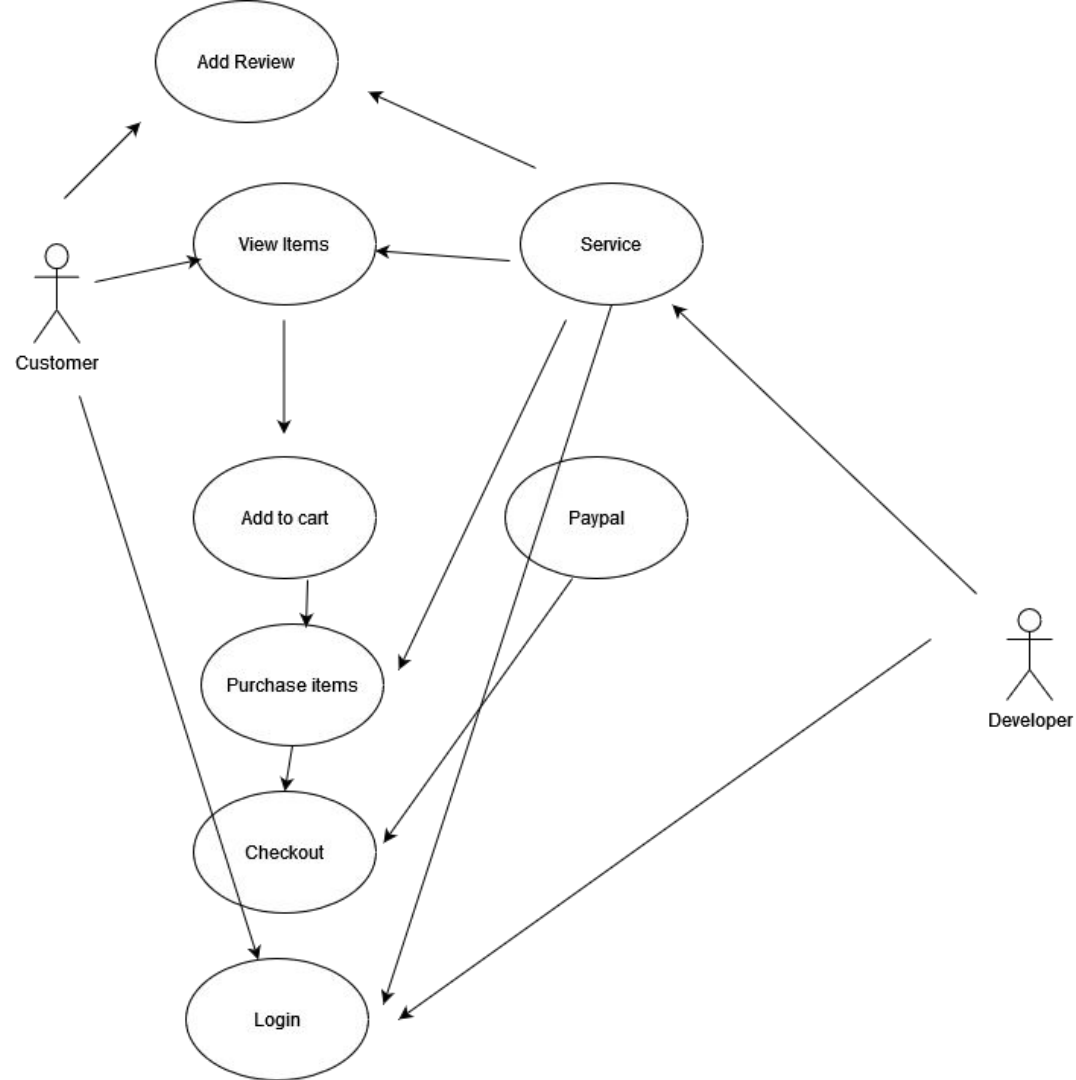 Add Review
View Items
Service
Customer
Add to cart
Paypal
Purchase items
Developer
Checkout
Login